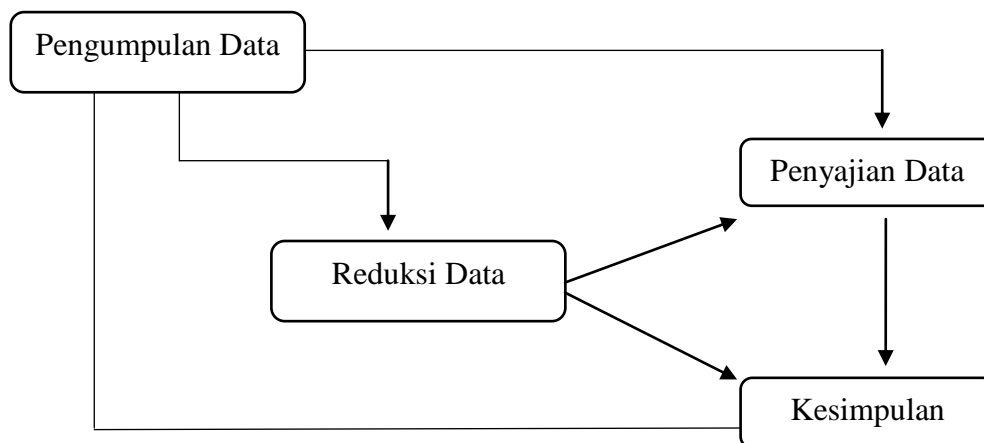 Pengumpulan Data
Penyajian Data
Reduksi Data
Kesimpulan